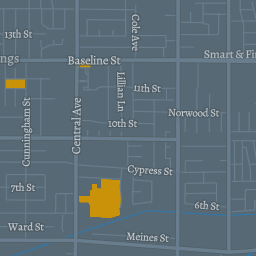 Cole Ave
13th St
Smart & Fi
ngs
Baseline St
Lillian Ln
11th St
Cunningham St
Central Ave
Norwood St
10th St
Cypress St
7th St
6th St
Ward St
Meines St